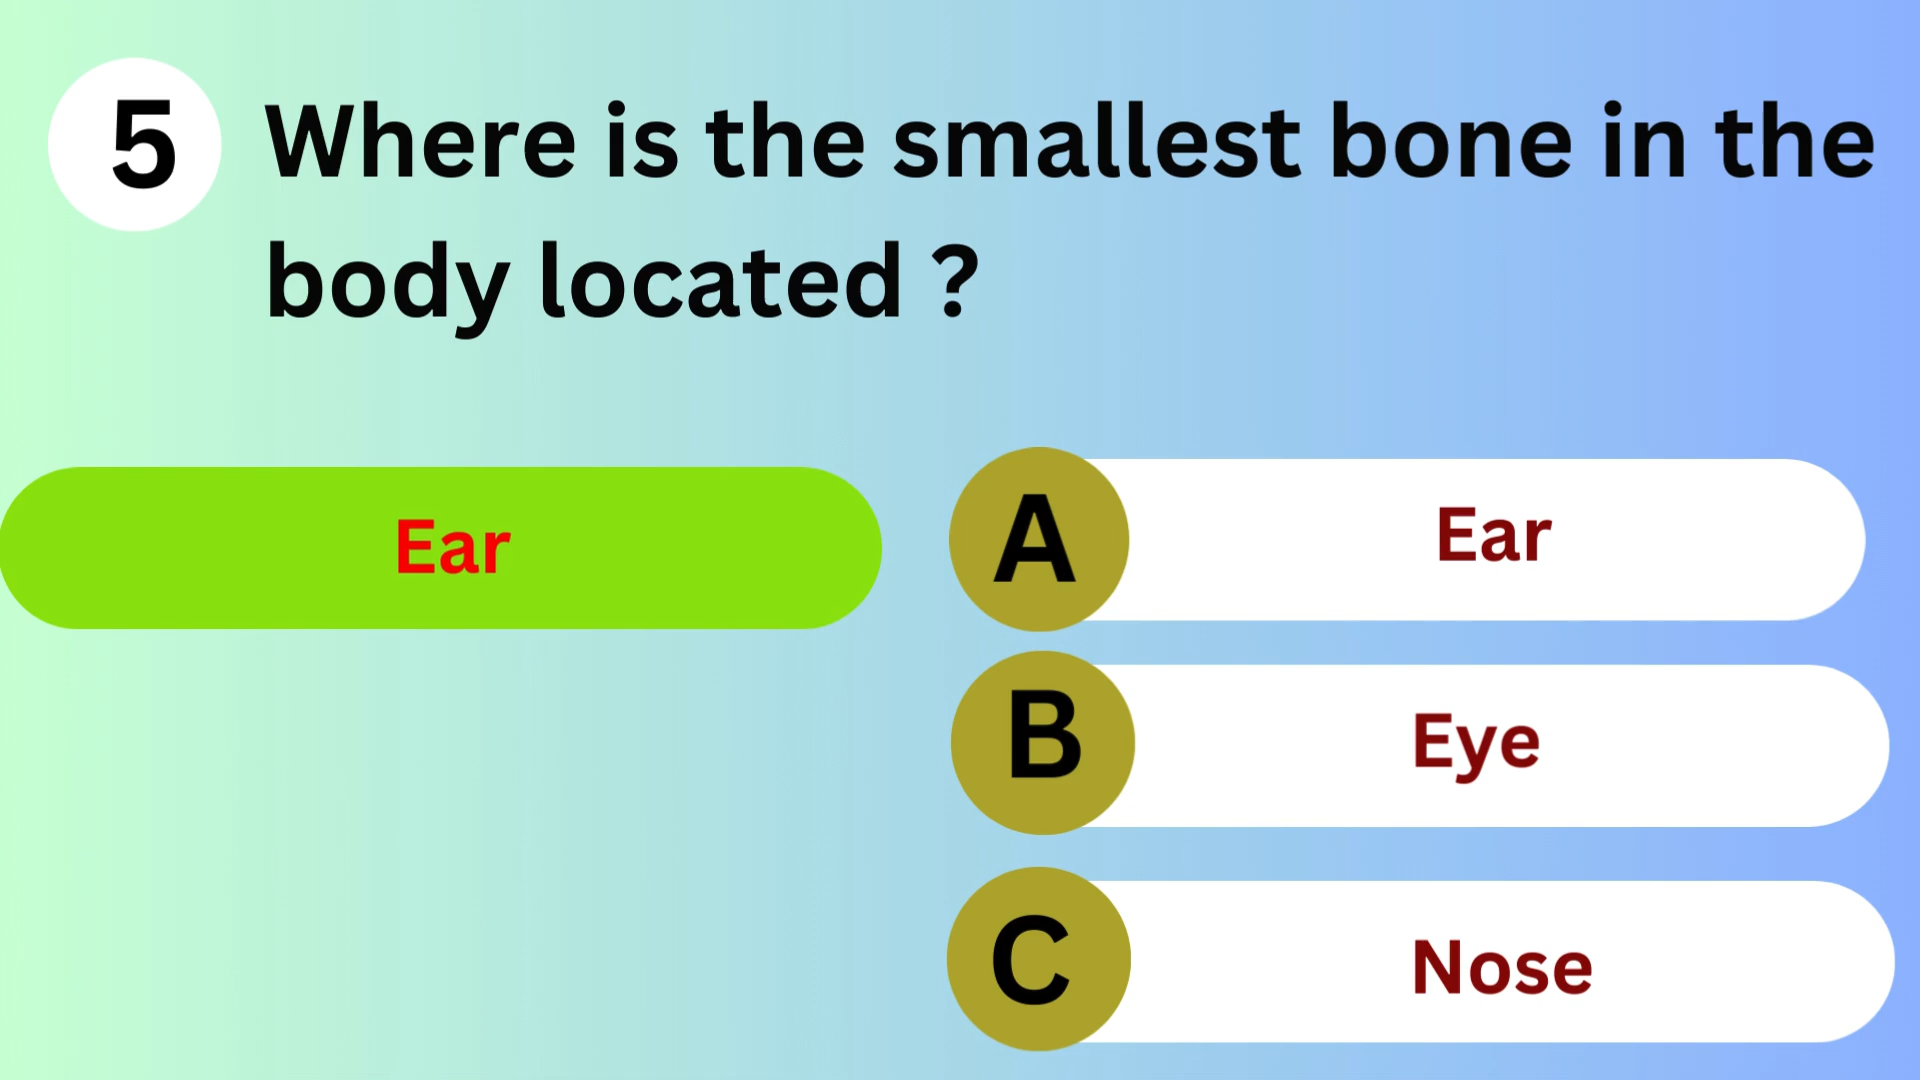 5 Where is the smallest bone in the
body located ?
Ear
A Ear
B Eye
C Nose